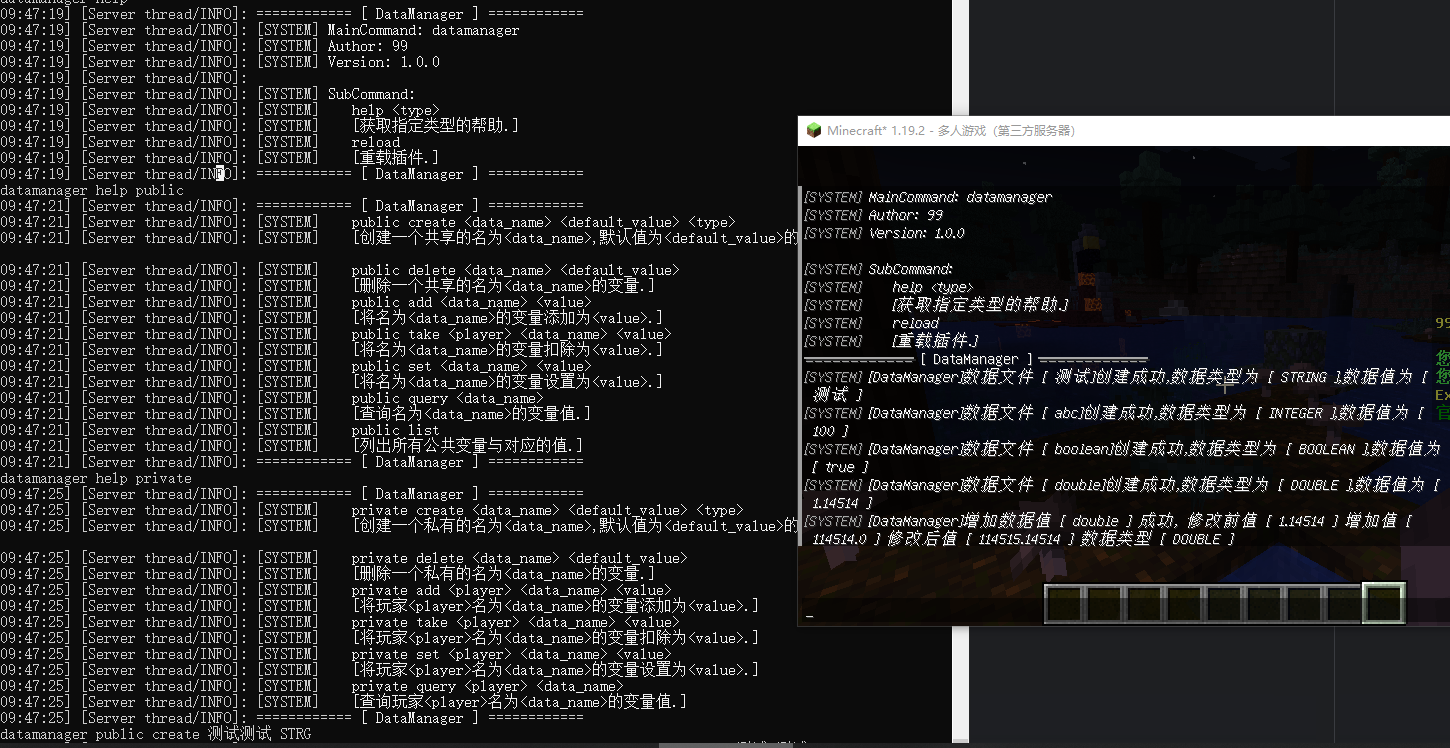 datamanager help
09:47:19] [Server thread/INFO]: ============ [ DataManager ] ============
09:47:19] [Server thread/INFO]: [SYSTEM] MainCommand: datamanager
09:47:19] [Server thread/INFO]: [SYSTEM] Author: 99
09:47:19] [Server thread/INFO]: [SYSTEM] Version: 1.0.0
09:47:19] [Server thread/INFO]:
09:47:19] [Server thread/INFO]: [SYSTEM] SubCommand:
09:47:19] [Server thread/INFO]: [SYSTEM] help <type>
09:47:19] [Server thread/INFO]: [SYSTEM] [获取指定类型的帮助.]
09:47:19] [Server thread/INFO]: [SYSTEM] reload
09:47:19] [Server thread/INFO]: [SYSTEM] [重载插件.]
09:47:19] [Server thread/INFO]: ============ [ DataManager ] ============
datamanager help public
09:47:21] [Server thread/INFO]: ============ [ DataManager ] ============
09:47:21] [Server thread/INFO]: [SYSTEM] public create <data_name> <default_value> <type>
09:47:21] [Server thread/INFO]: [SYSTEM] [创建一个共享的名为<data_name>,默认值为<default_value>的
09:47:21] [Server thread/INFO]: [SYSTEM] public delete <data_name> <default_value>
09:47:21] [Server thread/INFO]: [SYSTEM] [删除一个共享的名为<data_name>的变量.]
09:47:21] [Server thread/INFO]: [SYSTEM] public add <data_name> <value>
09:47:21] [Server thread/INFO]: [SYSTEM] [将名为<data_name>的变量添加为<value>.]
09:47:21] [Server thread/INFO]: [SYSTEM] public take <player> <data_name> <value>
09:47:21] [Server thread/INFO]: [SYSTEM] [将名为<data_name>的变量扣除为<value>.]
09:47:21] [Server thread/INFO]: [SYSTEM] public set <data_name> <value>
09:47:21] [Server thread/INFO]: [SYSTEM] [将名为<data_name>的变量设置为<value>.]
09:47:21] [Server thread/INFO]: [SYSTEM] public query <data_name>
09:47:21] [Server thread/INFO]: [SYSTEM] [查询名为<data_name>的变量值.]
09:47:21] [Server thread/INFO]: [SYSTEM] public list
09:47:21] [Server thread/INFO]: [SYSTEM] [列出所有公共变量与对应的值.]
09:47:21] [Server thread/INFO]: ============ [ DataManager ] ============
datamanager help private
09:47:25] [Server thread/INFO]: ============ [ DataManager ] ============
09:47:25] [Server thread/INFO]: [SYSTEM] private create <data_name> <default_value> <type>
09:47:25] [Server thread/INFO]: [SYSTEM] [创建一个私有的名为<data_name>,默认值为<default_value>的
09:47:25] [Server thread/INFO]: [SYSTEM] private delete <data_name> <default_value>
09:47:25] [Server thread/INFO]: [SYSTEM] [删除一个私有的名为<data_name>的变量.]
09:47:25] [Server thread/INFO]: [SYSTEM] private add <player> <data_name> <value>
09:47:25] [Server thread/INFO]: [SYSTEM] [将玩家<player>名为<data_name>的变量添加为<value>.]
09:47:25] [Server thread/INFO]: [SYSTEM] private take <player> <data_name> <value>
09:47:25] [Server thread/INFO]: [SYSTEM] [将玩家<player>名为<data_name>的变量扣除为<value>.]
09:47:25] [Server thread/INFO]: [SYSTEM] private set <player> <data_name> <value>
09:47:25] [Server thread/INFO]: [SYSTEM] [将玩家<player>名为<data_name>的变量设置为<value>.]
09:47:25] [Server thread/INFO]: [SYSTEM] private query <player> <data_name>
09:47:25] [Server thread/INFO]: [SYSTEM] [查询玩家<player>名为<data_name>的变量值.]
09:47:25] [Server thread/INFO]: ============ [ DataManager ] ============
datamanager public create 测试测试 STRG
Minecraft* 1.19.2 - 多人游戏（第三方服务器）
[SYSTEM] MainCommand: datamanager
[SYSTEM] Author: 99
[SYSTEM] Version: 1.0.0
[SYSTEM] SubCommand:
[SYSTEM] help <type>
[SYSTEM] [获取指定类型的帮助.]
[SYSTEM] reload
[SYSTEM] [重载插件.]
============ [ DataManager ] ============
[SYSTEM] [DataManager]数据文件 [ 测试]创建成功,数据类型为 [ STRING ],数据值为 [
测试 ]
[SYSTEM] [DataManager]数据文件 [ abc]创建成功,数据类型为 [ INTEGER ],数据值为 [
100 ]
[SYSTEM] [DataManager]数据文件 [ boolean]创建成功,数据类型为 [ BOOLEAN ],数据值为
[ true ]
[SYSTEM] [DataManager]数据文件 [ double]创建成功,数据类型为 [ DOUBLE ],数据值为 [
1.14514 ]
[SYSTEM] [DataManager]增加数据值 [ double ] 成功, 修改前值 [ 1.14514 ] 增加值 [
114514.0 ] 修改后值 [ 114515.14514 ] 数据类型 [ DOUBLE ]
_
99
您
您
Ex
官